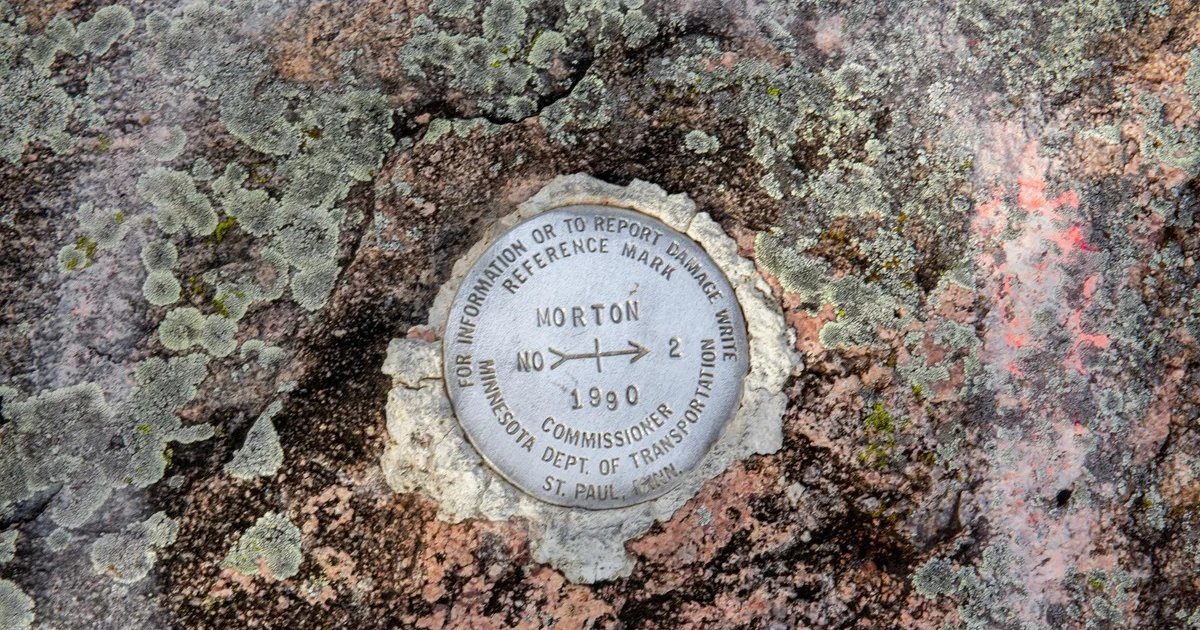 FOR INFORMATION OR TO REPORT DAMAGE WRITE
REFERENCE MARK
MORTON
NO 2
1990
COMMISSIONER
MINNESOTA DEPT. OF TRANSPORTATION
ST. PAUL, MINN.